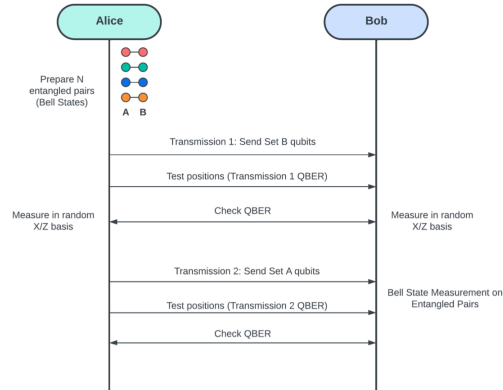 Alice
Bob
Prepare N
entangled pairs
(Bell States)
A B
Transmission 1: Send Set B qubits
Test positions (Transmission 1 QBER)
Measure in random
X/Z basis
Check QBER
Measure in random
X/Z basis
Transmission 2: Send Set A qubits
Bell State Measurement on
Entangled Pairs
Test positions (Transmission 2 QBER)
Check QBER